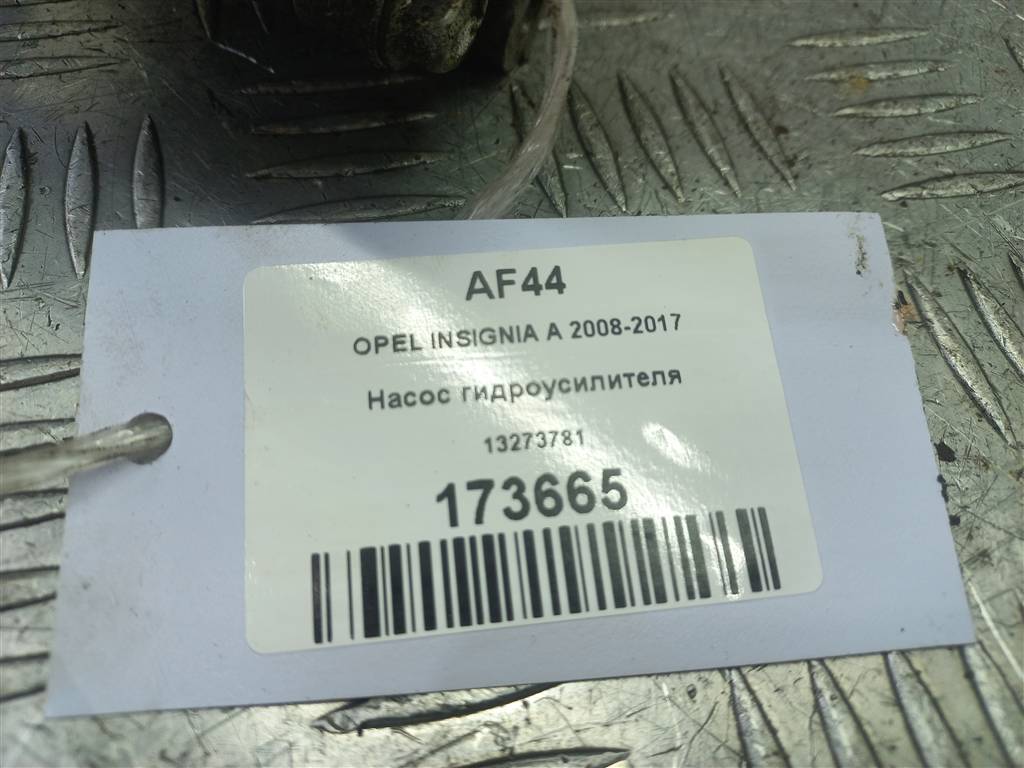 AF44
OPEL INSIGNIA A 2008-2017
Насос гидроусилителя
13273781
173665